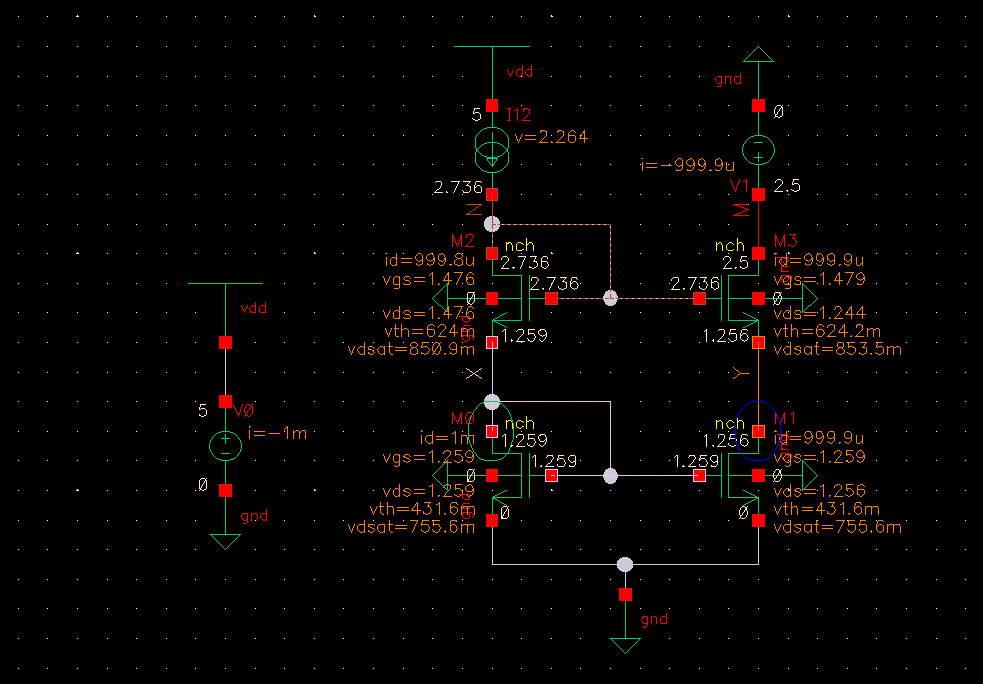 vdd
gnd
5
I12
0
v=2.264
i=-999.9u
2.736
V1
2.5
N
M
M2
nch
id=999.8u
2.736
vgs=1.476
2.736
0
vds=1.476
vth=624m
vdsat=850.9m
1.259
nch
M3
2.5
id=999.9u
vgs=1.479
2.736
0
vds=1.244
vth=624.2m
vdsat=853.5m
1.256
vdd
X
Y
5
V0
i=-1m
0
gnd
M0
nch
id=1m
1.259
vgs=1.259
1.259
0
vds=1.259
vth=431.6m
vdsat=755.6m
0
nch
M1
1.256
id=999.9u
vgs=1.259
1.259
0
vds=1.256
vth=431.6m
vdsat=755.6m
0
gnd